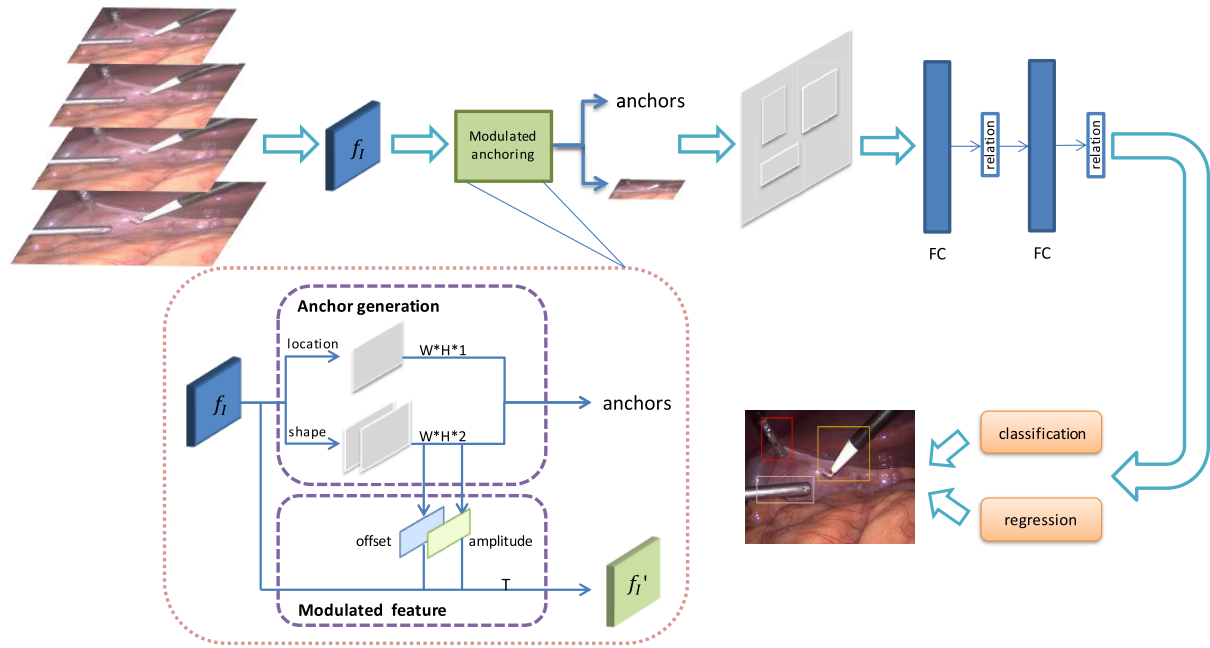 f_I
Modulated
anchoring
anchors
FC
relation
FC
relation
Anchor generation
location
W*H*1
f_I
anchors
shape
W*H*2
offset
amplitude
T
f_I'
Modulated feature
classification
regression